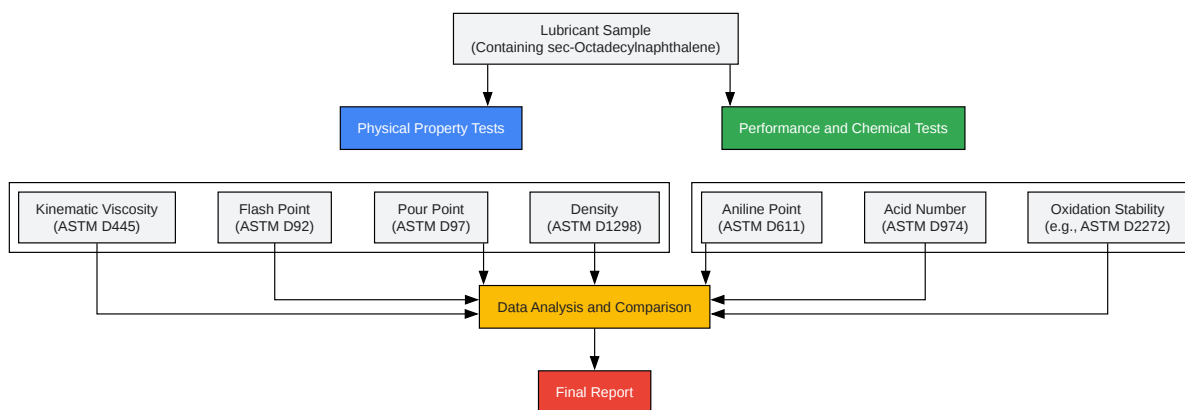 Lubricant Sample
(Containing sec-Octadecylnaphthalene)
Physical Property Tests
Performance and Chemical Tests
Kinematic Viscosity
(ASTM D445)
Flash Point
(ASTM D92)
Pour Point
(ASTM D97)
Density
(ASTM D1298)
Aniline Point
(ASTM D611)
Acid Number
(ASTM D974)
Oxidation Stability
(e.g., ASTM D2272)
Data Analysis and Comparison
Final Report